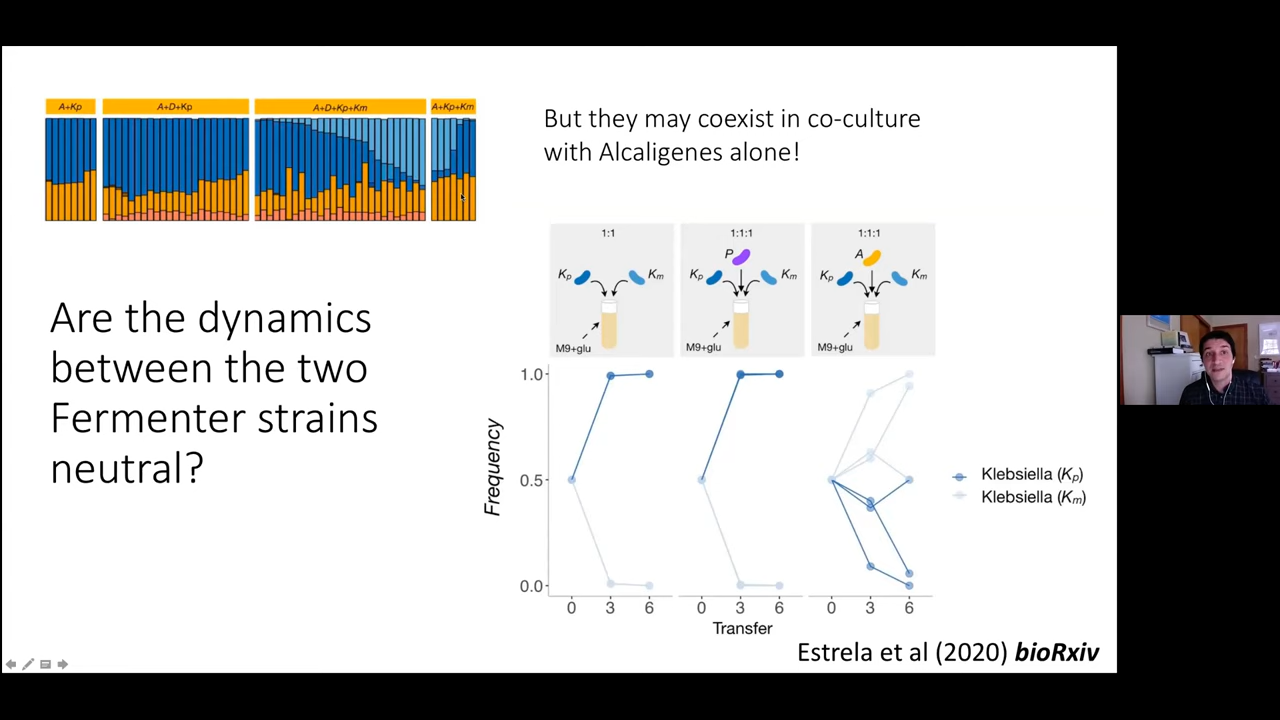 A+Kp
A+D+Kp
A+D+Kp+Km
A+Kp+Km
But they may coexist in co-culture
with Alcaligenes alone!
Are the dynamics
between the two
Fermenter strains
neutral?
1:1
Kp
Km
M9+glu
1:1:1
P
Kp
Km
M9+glu
1:1:1
A
Kp
Km
M9+glu
Frequency
1.0
0.5
0.0
0 3 6
0 3 6
0 3 6
Transfer
Klebsiella (Kp)
Klebsiella (Km)
Estrela et al (2020) bioRxiv